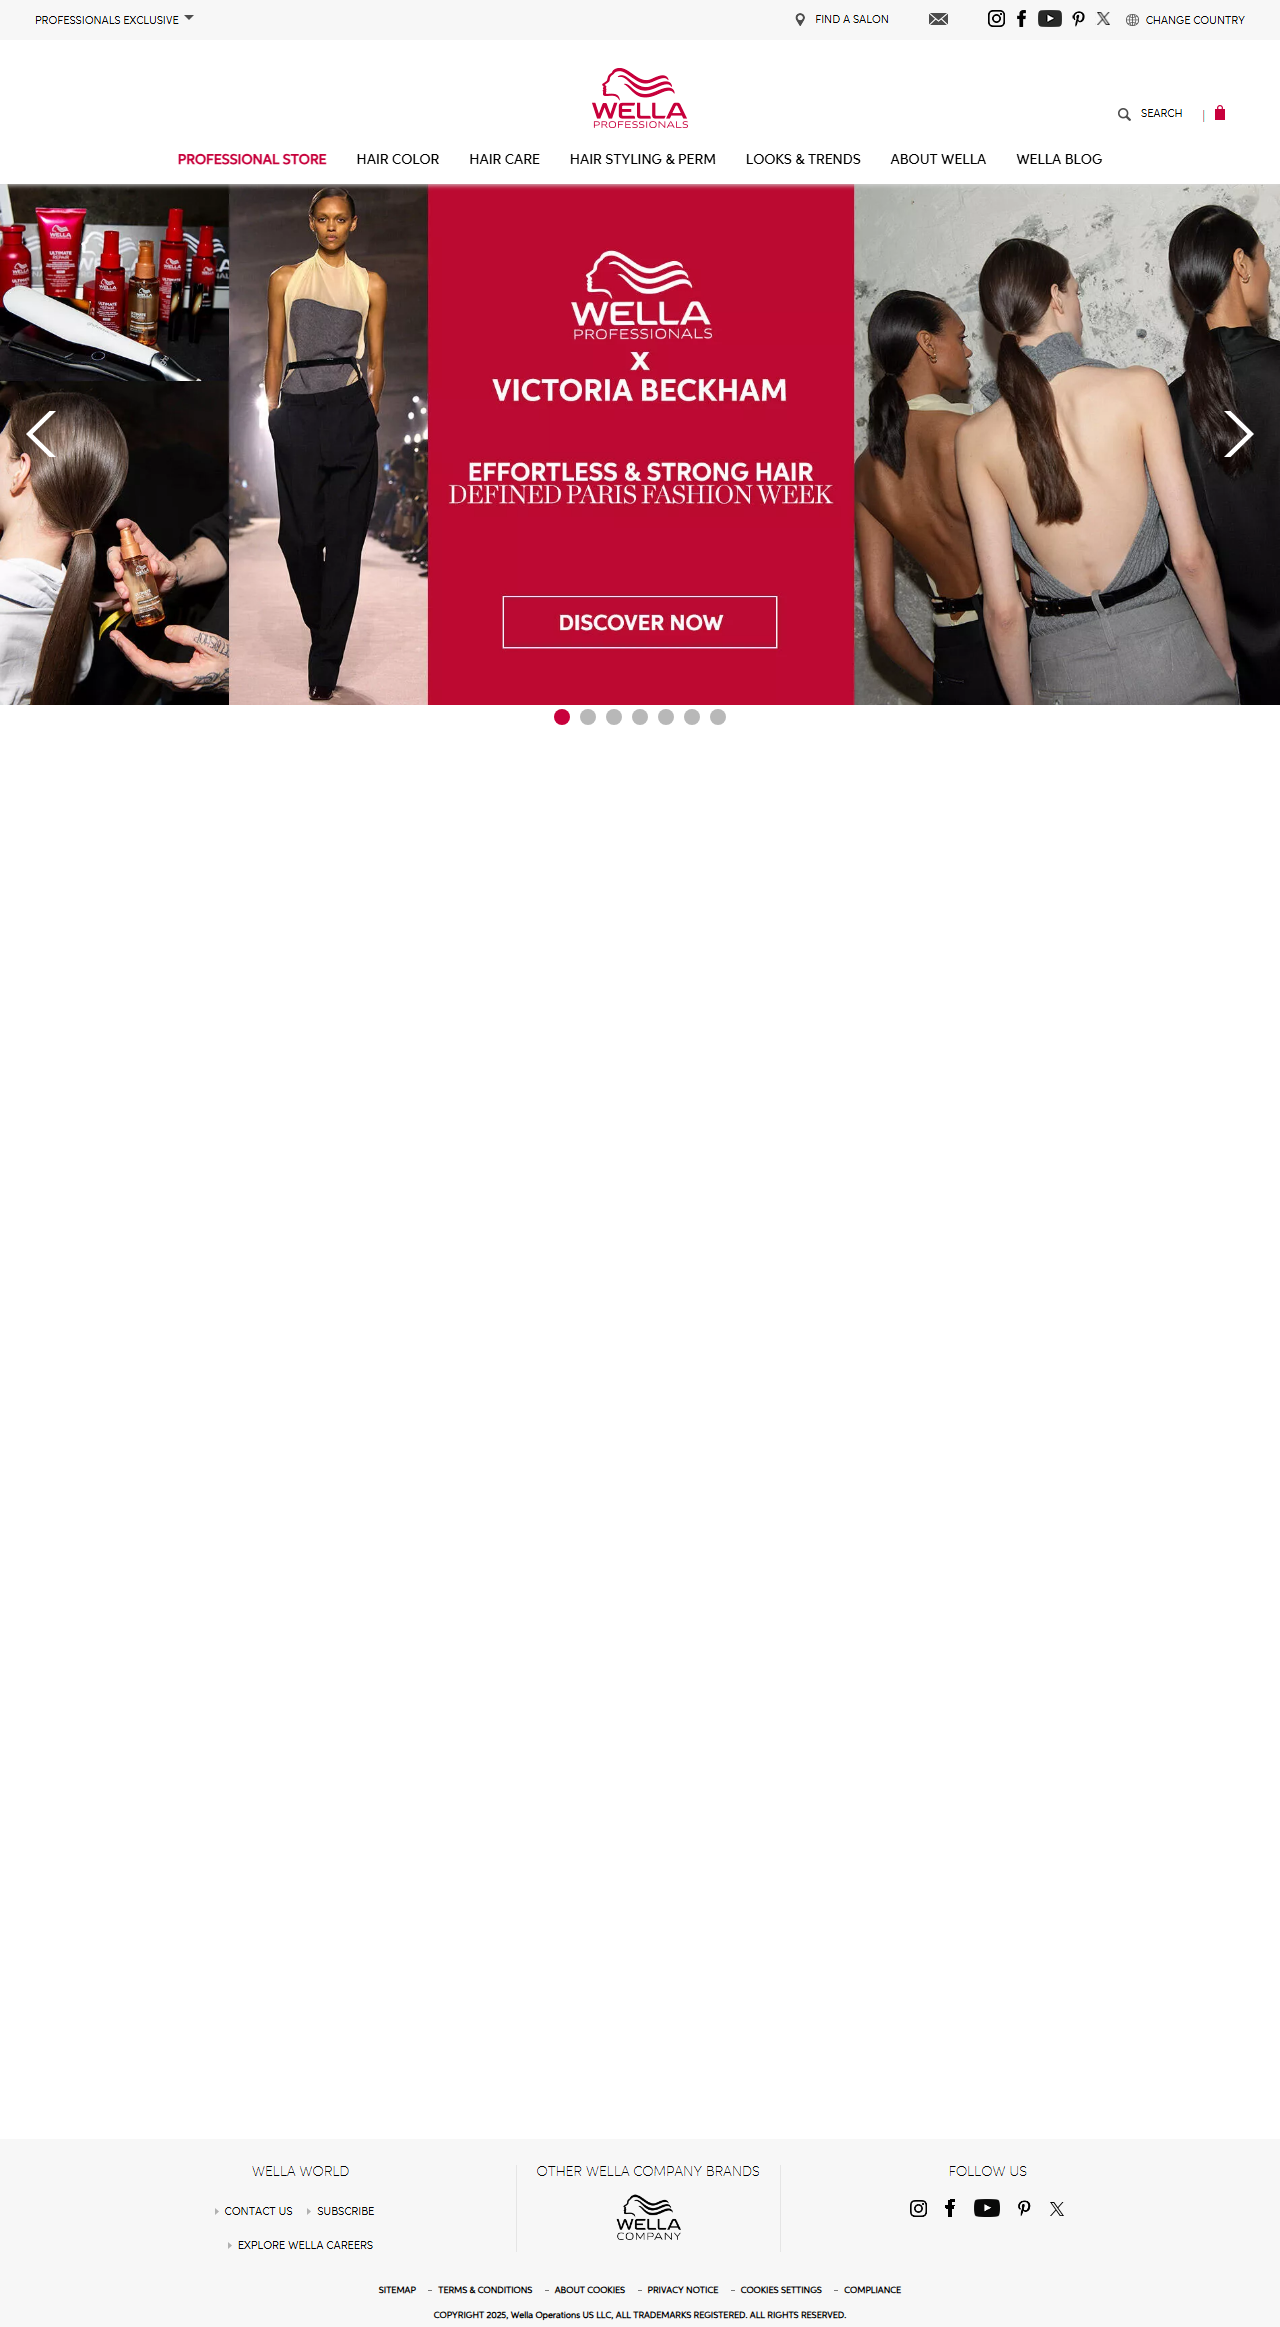 PROFESSIONALS EXCLUSIVE
FIND A SALON
CHANGE COUNTRY
WELLA
PROFESSIONALS
SEARCH
PROFESSIONAL STORE
HAIR COLOR
HAIR CARE
HAIR STYLING & PERM
LOOKS & TRENDS
ABOUT WELLA
WELLA BLOG
WELLA
ULTIMATE
REPAIR
WELLA
PROFESSIONALS
X
VICTORIA BECKHAM
EFFORTLESS & STRONG HAIR
DEFINED PARIS FASHION WEEK
DISCOVER NOW
WELLA WORLD
CONTACT US
SUBSCRIBE
EXPLORE WELLA CAREERS
OTHER WELLA COMPANY BRANDS
WELLA
COMPANY
FOLLOW US
SITEMAP – TERMS & CONDITIONS – ABOUT COOKIES – PRIVACY NOTICE – COOKIES SETTINGS – COMPLIANCE
COPYRIGHT 2025, Wella Operations US LLC, ALL TRADEMARKS REGISTERED. ALL RIGHTS RESERVED.